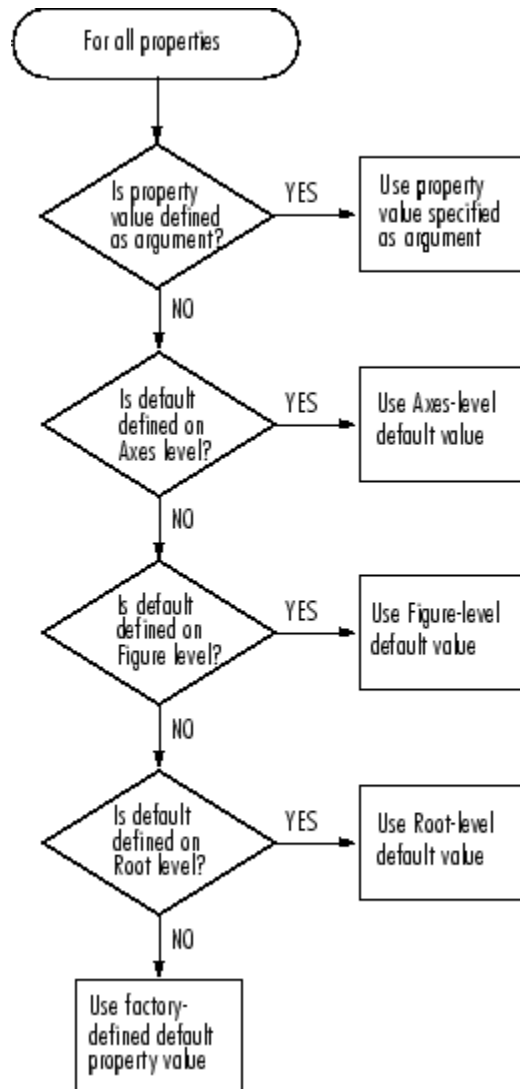 For all properties
Is property
value defined
as argument?
YES
Use property
value specified
as argument
NO
Is default
defined on
Axes level?
YES
Use Axes-level
default value
NO
Is default
defined on
Figure level?
YES
Use Figure-level
default value
NO
Is default
defined on
Root level?
YES
Use Root-level
default value
NO
Use factory-
defined default
property value